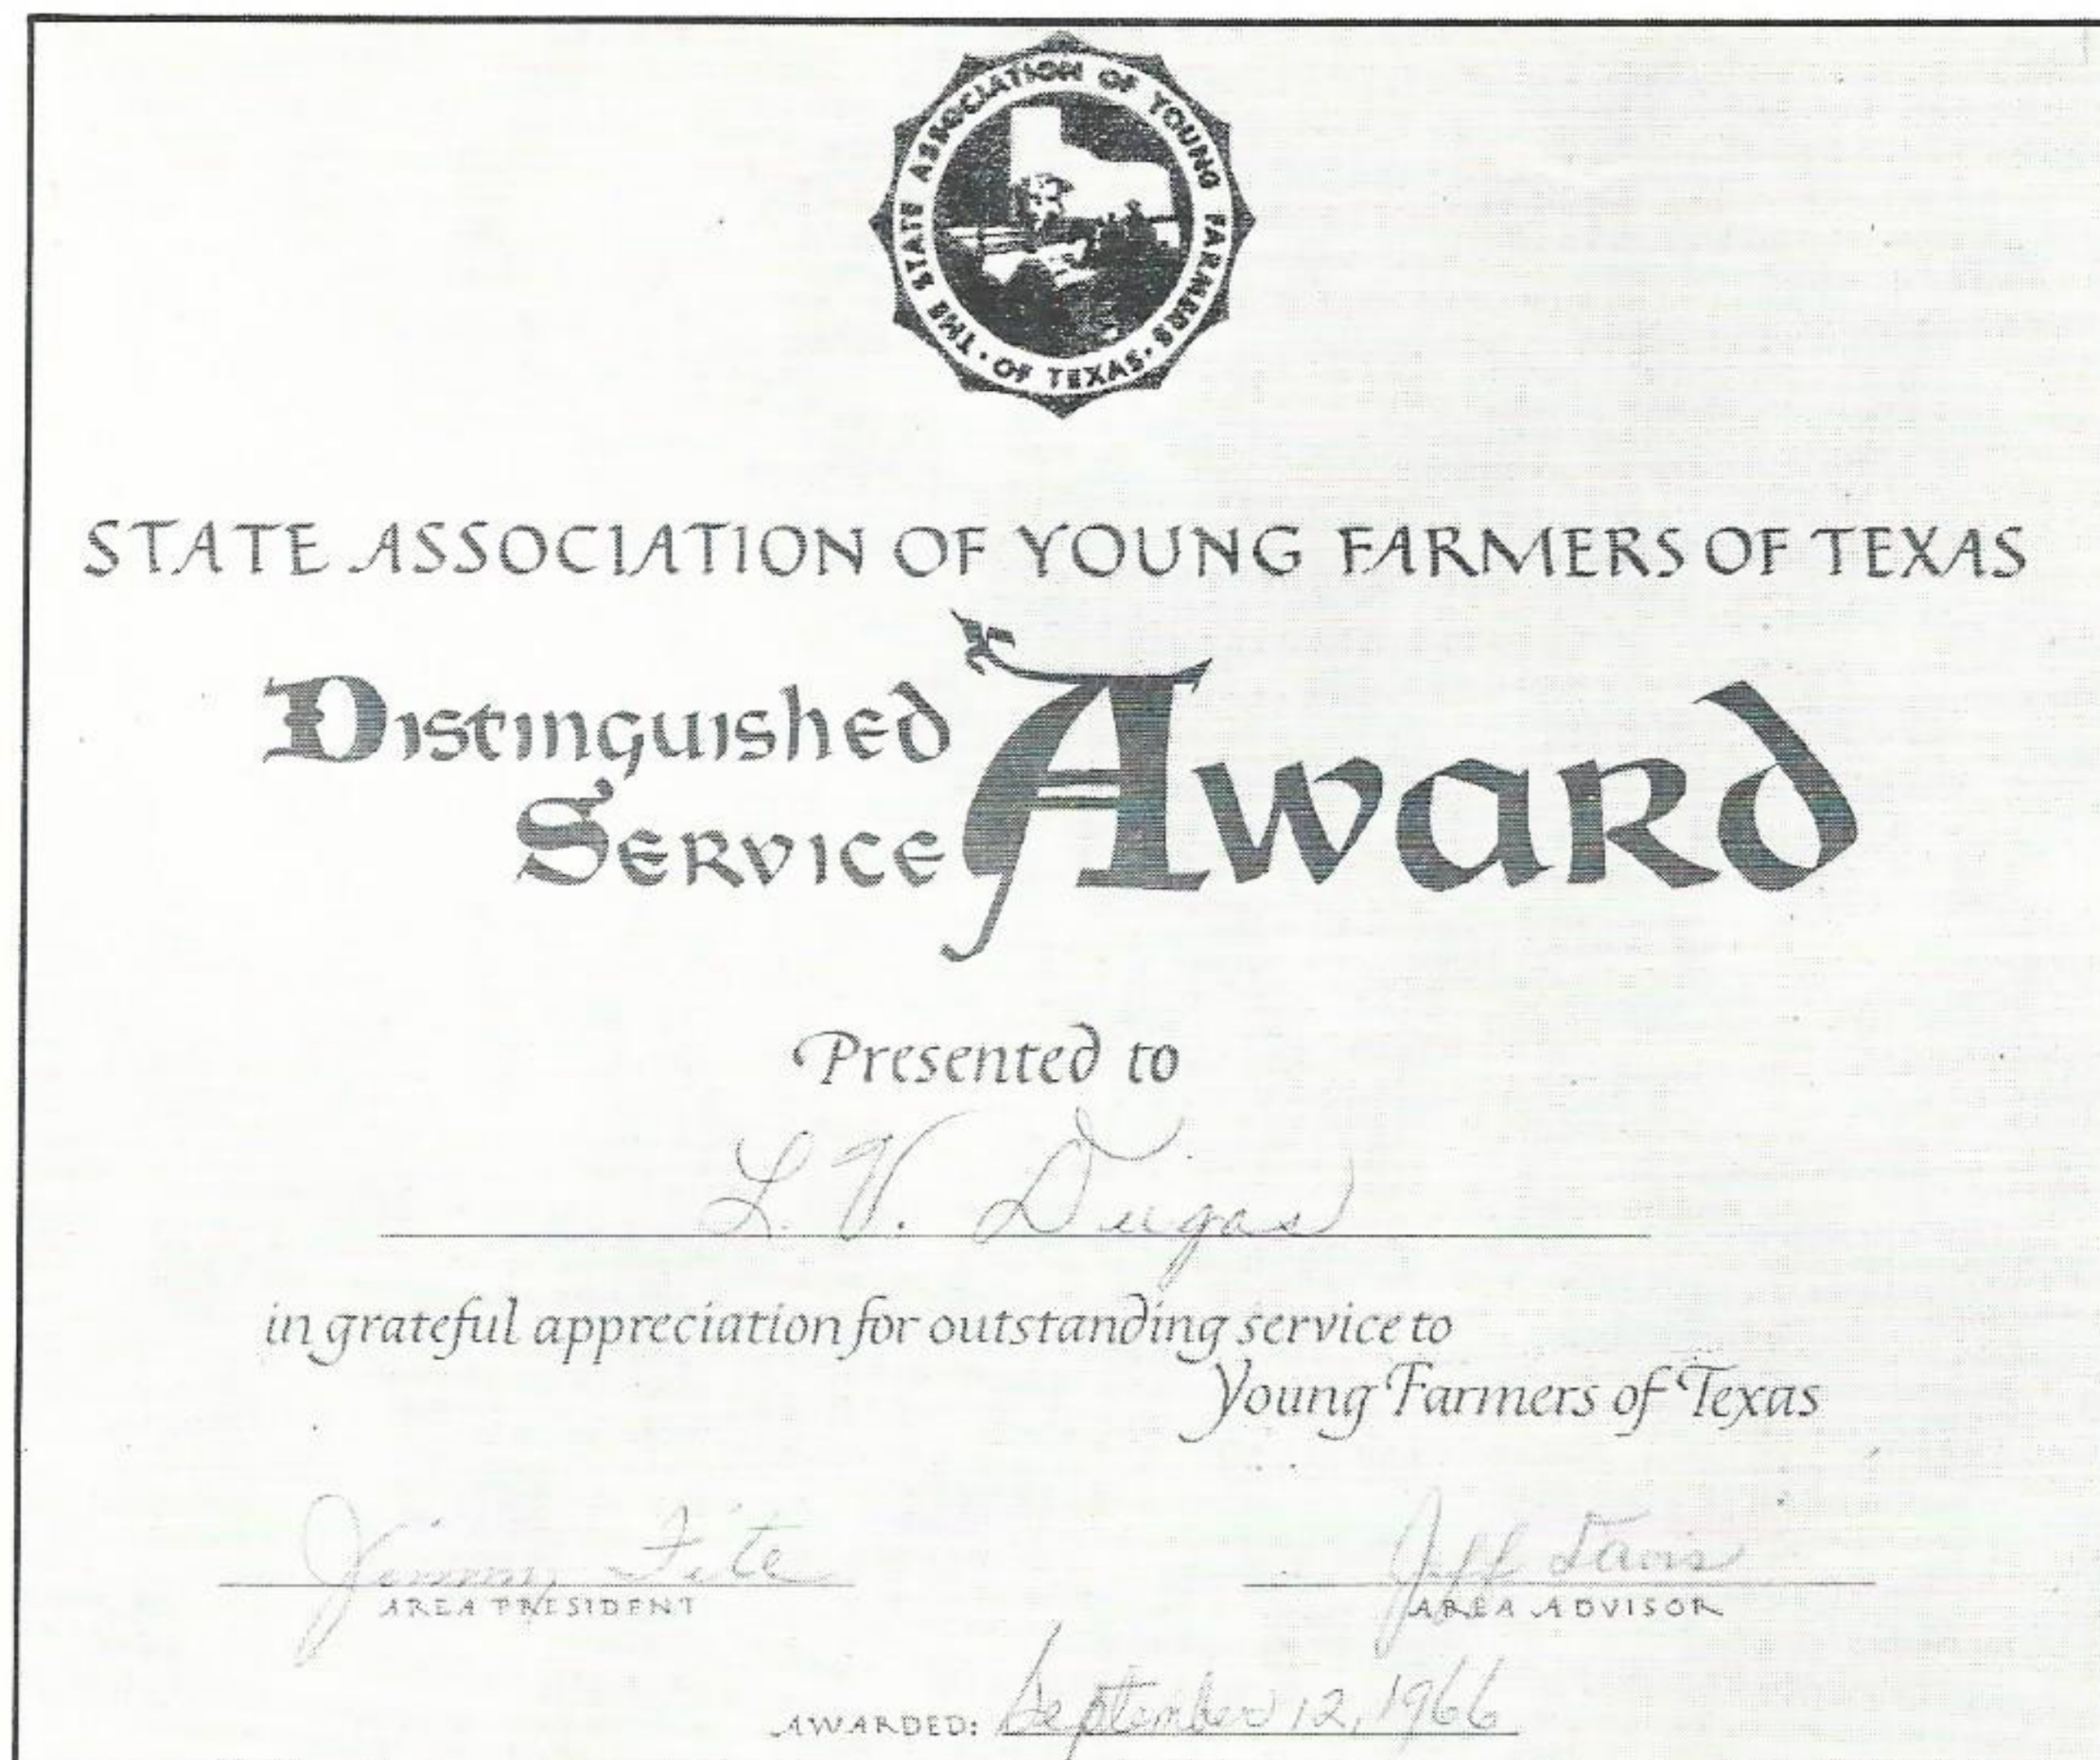 THE STATE ASSOCIATION OF YOUNG FARMERS
· OF TEXAS ·
STATE ASSOCIATION OF YOUNG FARMERS OF TEXAS
Distinguished
Service Award
Presented to
L. V. Dugas
in grateful appreciation for outstanding service to
Young Farmers of Texas
Jimmy Fite Jeff Davis
AREA PRESIDENT AREA ADVISOR
AWARDED: September 12, 1966